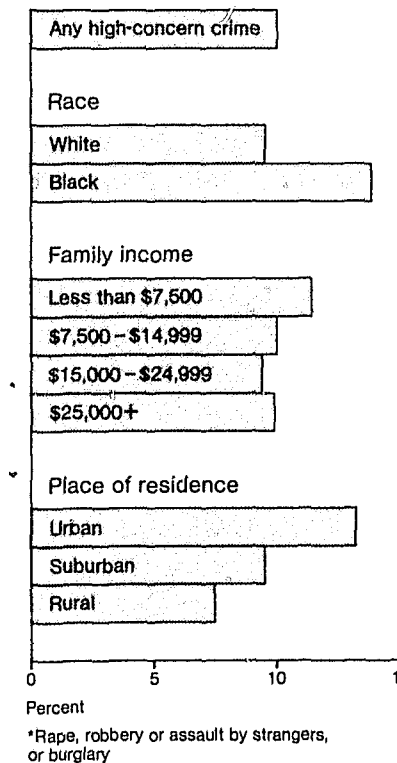 Any high-concern crime
Race
White
Black
Family income
Less than $7,500
$7,500–$14,999
$15,000–$24,999
$25,000+
Place of residence
Urban
Suburban
Rural
0 5 10
Percent
*Rape, robbery or assault by strangers,
or burglary